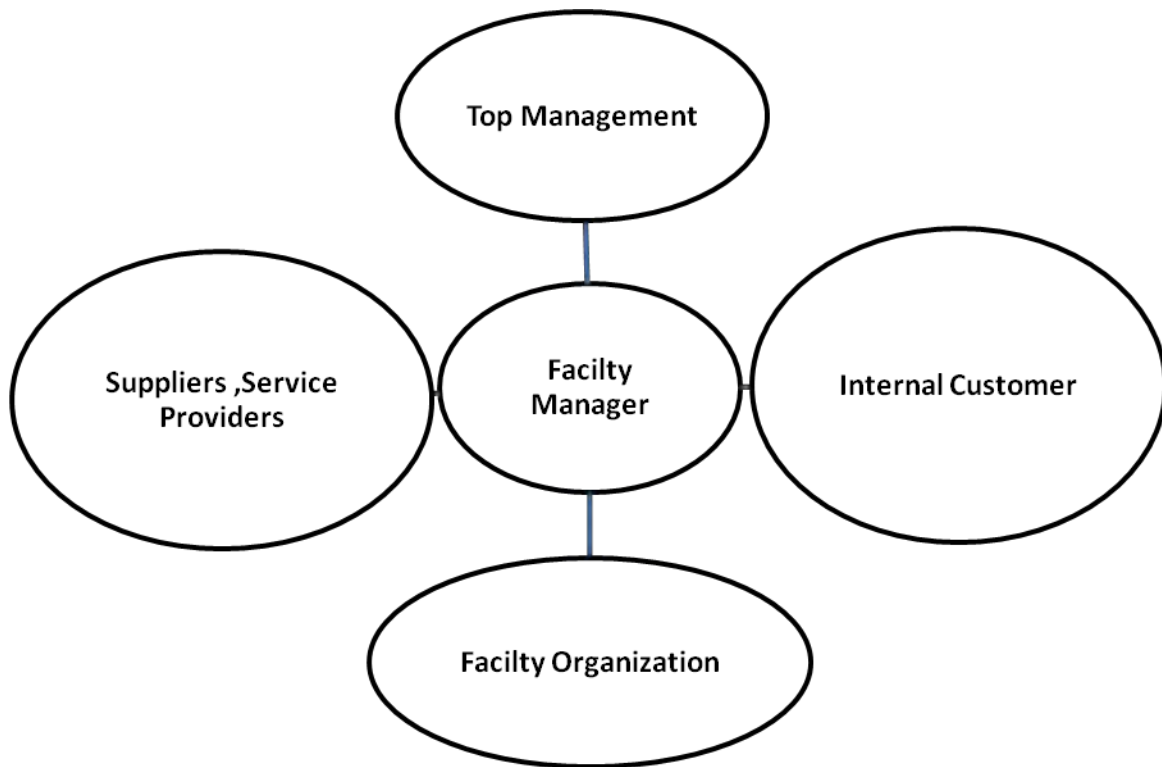 Top Management
Suppliers ,Service
Providers
Facilty
Manager
Internal Customer
Facilty Organization